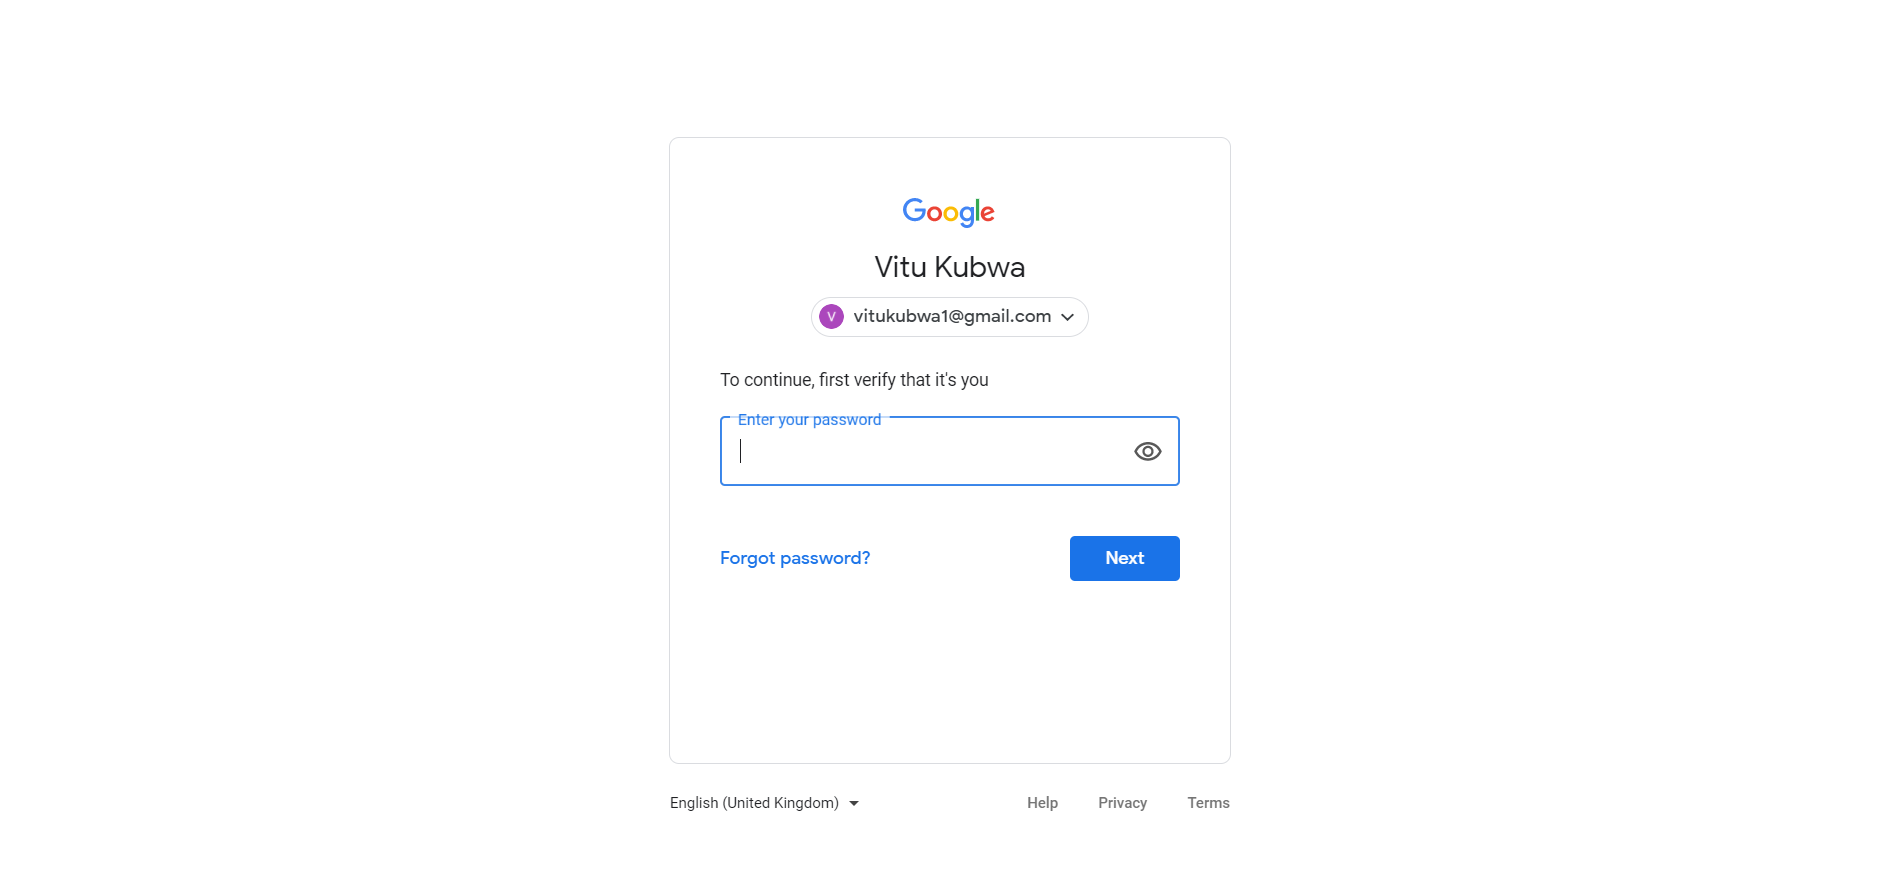 Google
Vitu Kubwa
V vitukubwa1@gmail.com
To continue, first verify that it's you
Enter your password
Forgot password? Next
English (United Kingdom) Help Privacy Terms